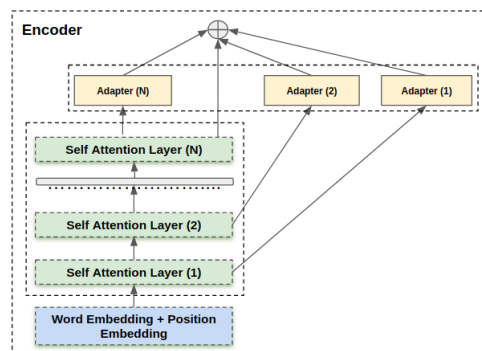 Encoder
Adapter (N)
Adapter (2)
Adapter (1)
Self Attention Layer (N)
Self Attention Layer (2)
Self Attention Layer (1)
Word Embedding + Position
Embedding